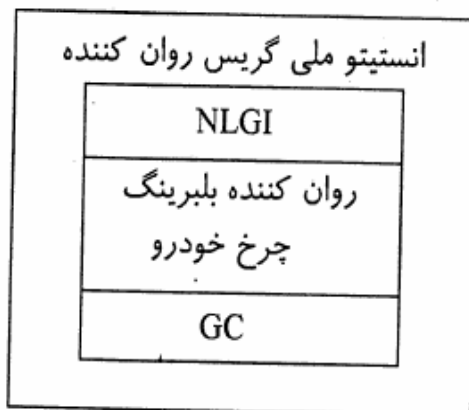 انستیتو ملی گریس روان کننده
NLGI
روان کننده بلبرینگ
چرخ خودرو
GC